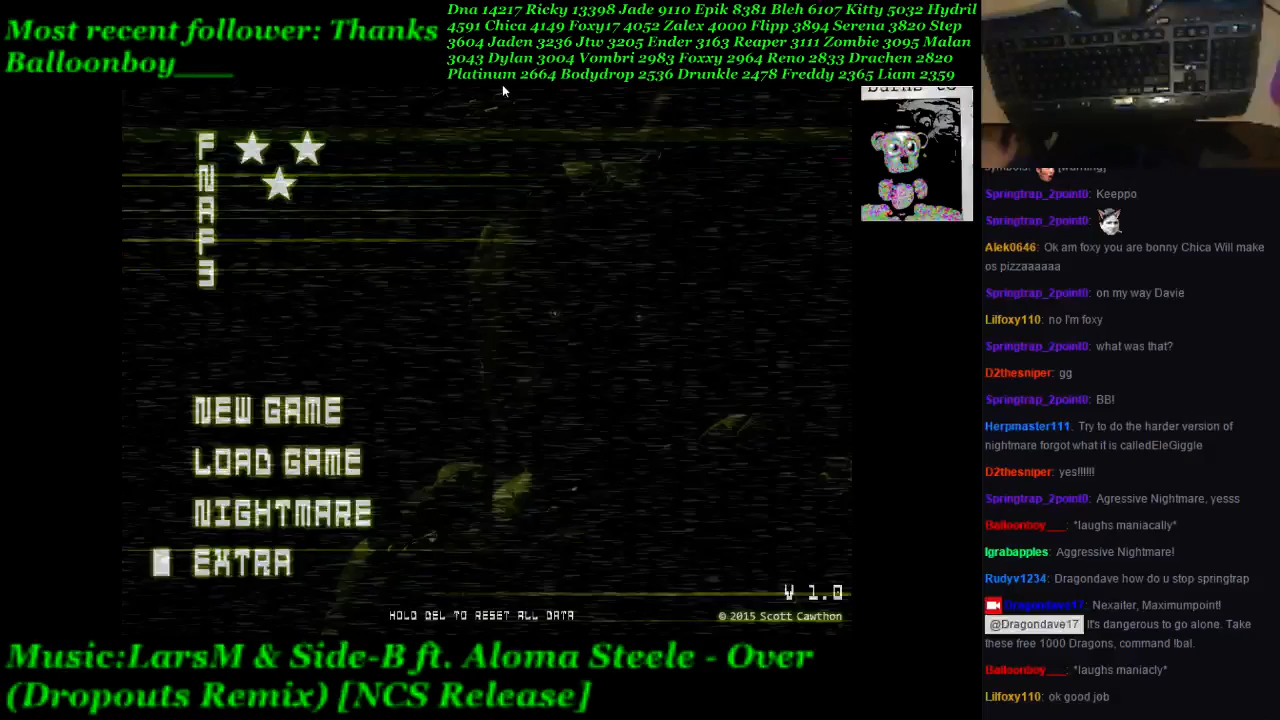 Most recent follower: Thanks
Balloonboy___
Dna 14217 Ricky 13398 Jade 9110 Epik 8381 Bleh 6107 Kitty 5032 Hydril
4591 Chica 4149 Foxy17 4052 Zalex 4000 Flipp 3894 Serena 3820 Step
3604 Jaden 3236 Jtw 3205 Ender 3163 Reaper 3111 Zombie 3095 Malan
3043 Dylan 3004 Vombri 2983 Foxxy 2964 Reno 2833 Drachen 2820
Platinum 2664 Bodydrop 2536 Drunkle 2478 Freddy 2365 Liam 2359
FNAF3
NEW GAME
LOAD GAME
NIGHTMARE
EXTRA
V 1.0
HOLD DEL TO RESET ALL DATA
© 2015 Scott Cawthon
Music:LarsM & Side-B ft. Aloma Steele - Over
(Dropouts Remix) [NCS Release]
Springtrap_2point0: Keeppo
Springtrap_2point0:
Alek0646: Ok am foxy you are bonny Chica Will make
os pizzaaaaaa
Springtrap_2point0: on my way Davie
Lilfoxy110: no I'm foxy
Springtrap_2point0: what was that?
D2thesniper: gg
Springtrap_2point0: BB!
Herpmaster111: Try to do the harder version of
nightmare forgot what it is calledEleGiggle
D2thesniper: yes!!!!!!
Springtrap_2point0: Agressive Nightmare, yesss
Balloonboy___: *laughs maniacally*
Igrabapples: Aggressive Nightmare!
Rudyv1234: Dragondave how do u stop springtrap
Dragondave17: Nexaiter, Maximumpoint!
@Dragondave17 It's dangerous to go alone. Take
these free 1000 Dragons, command !bal.
Balloonboy___: *laughs maniacly*
Lilfoxy110: ok good job